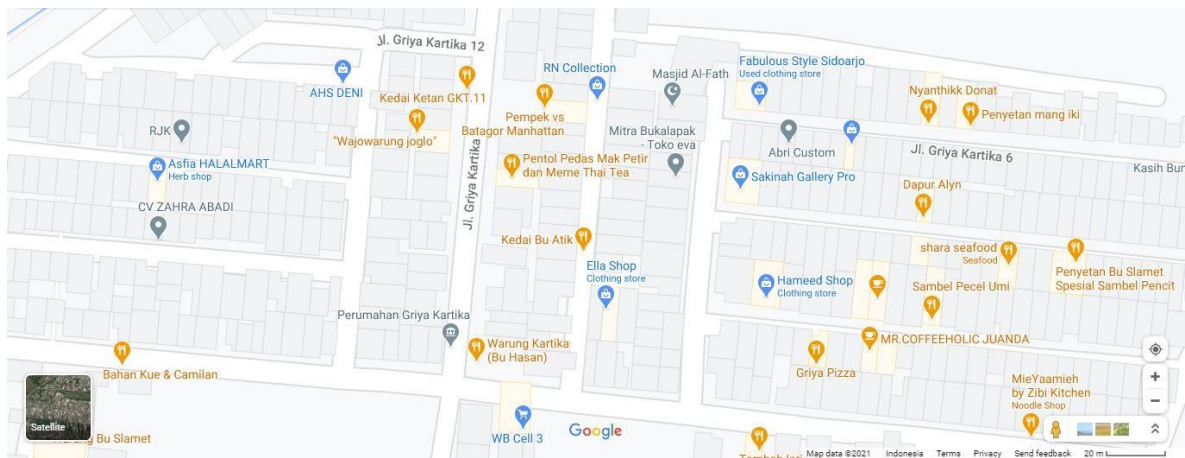 Jl. Griya Kartika 12
AHS DENI
Kedai Ketan GKT.11
RN Collection
Masjid Al-Fath
Fabulous Style Sidoarjo
Used clothing store
Nyanthikk Donat
Penyetan mang iki
RJK
"Wajowarung joglo"
Pempek vs
Batagor Manhattan
Mitra Bukalapak
- Toko eva
Abri Custom
Jl. Griya Kartika 6
Kasih Bun
Asfia HALALMART
Herb shop
Pentol Pedas Mak Petir
dan Meme Thai Tea
Sakinah Gallery Pro
Dapur Alyn
Jl. Griya Kartika
CV ZAHRA ABADI
Kedai Bu Atik
shara seafood
Seafood
Penyetan Bu Slamet
Spesial Sambel Pencit
Ella Shop
Clothing store
Hameed Shop
Clothing store
Sambel Pecel Umi
Perumahan Griya Kartika
Warung Kartika
(Bu Hasan)
MR.COFFEEHOLIC JUANDA
Bahan Kue & Camilan
Griya Pizza
MieYaamieh
by Zibi Kitchen
Noodle Shop
Satellite
Bu Slamet
WB Cell 3
Google
Map data ©2021 Indonesia Terms Privacy Send feedback 20 m